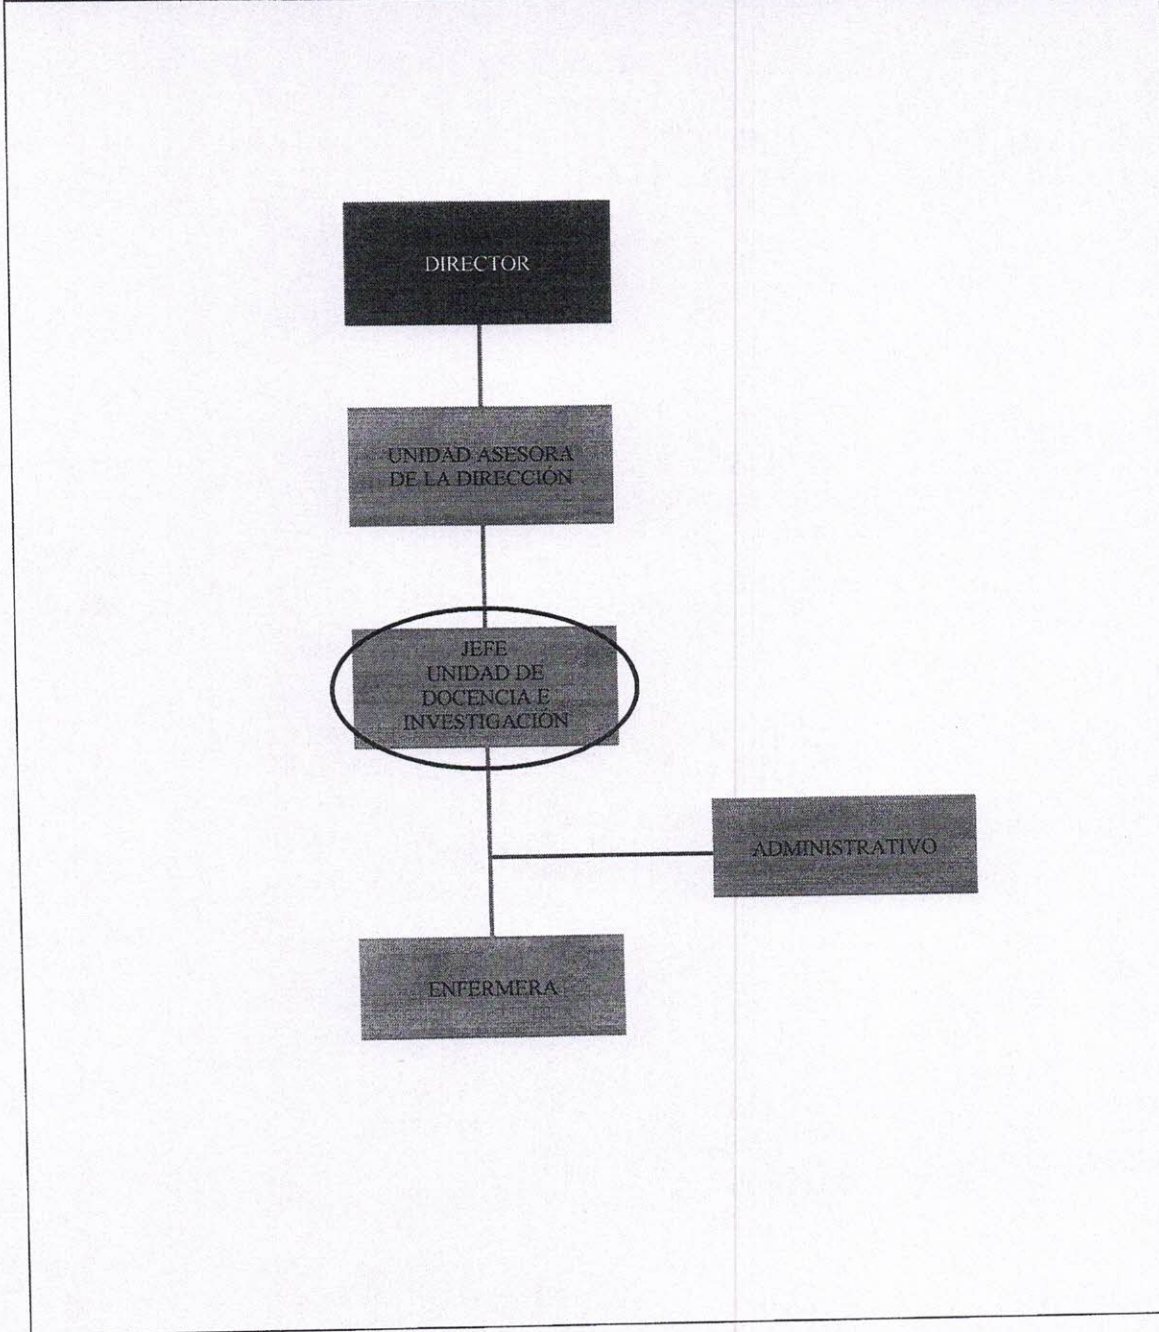 DIRECTOR
UNIDAD ASESORA
DE LA DIRECCIÓN
JEFE
UNIDAD DE
DOCENCIA E
INVESTIGACIÓN
ADMINISTRATIVO
ENFERMERA